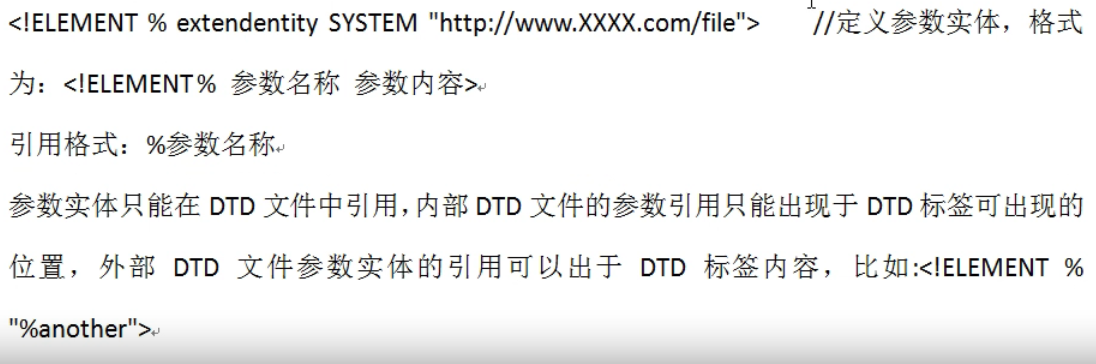 <!ELEMENT % extendentity SYSTEM "http://www.XXXX.com/file"> //定义参数实体，格式
为：<!ELEMENT% 参数名称 参数内容>
引用格式：%参数名称
参数实体只能在 DTD 文件中引用,内部 DTD 文件的参数引用只能出现于 DTD 标签可出现的
位置，外部 DTD 文件参数实体的引用可以出于 DTD 标签内容，比如:<!ELEMENT %
"%another">